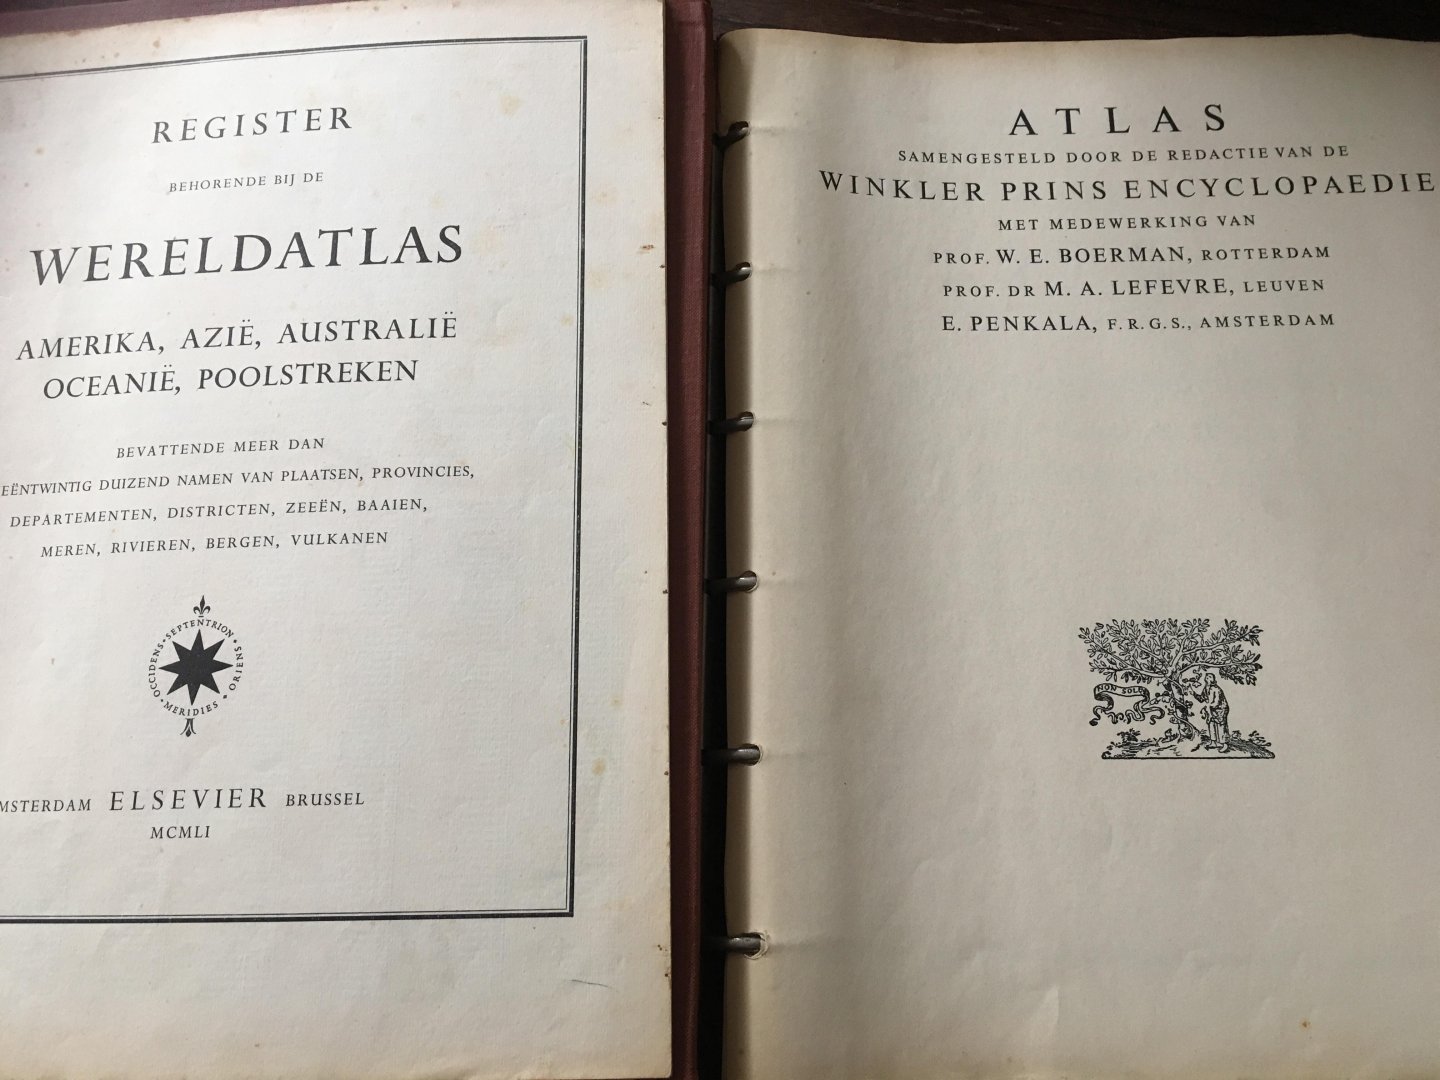 REGISTER
BEHORENDE BIJ DE
WERELDATLAS
AMERIKA, AZIË, AUSTRALIË
OCEANIË, POOLSTREKEN
BEVATTENDE MEER DAN
EËNTWINTIG DUIZEND NAMEN VAN PLAATSEN, PROVINCIES,
DEPARTEMENTEN, DISTRICTEN, ZEEËN, BAAIEN,
MEREN, RIVIEREN, BERGEN, VULKANEN
SEPTENTRION
ORIENS
MERIDIES
OCCIDENS
MSTERDAM ELSEVIER BRUSSEL
MCMLI
ATLAS
SAMENGESTELD DOOR DE REDACTIE VAN DE
WINKLER PRINS ENCYCLOPAEDIE
MET MEDEWERKING VAN
PROF. W. E. BOERMAN, ROTTERDAM
PROF. DR M. A. LEFEVRE, LEUVEN
E. PENKALA, F.R.G.S., AMSTERDAM
NON SOLUS